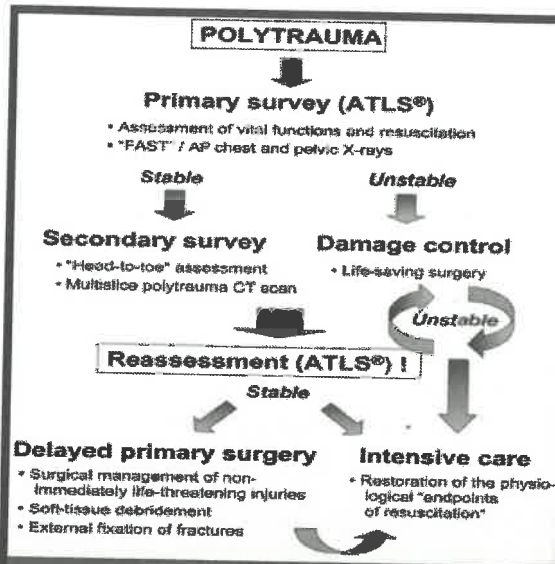 POLYTRAUMA
Primary survey (ATLS®)
• Assessment of vital functions and resuscitation
• "FAST" / AP chest and pelvic X-rays
Stable
Unstable
Secondary survey
• "Head-to-toe" assessment
• Multislice polytrauma CT scan
Damage control
• Life-saving surgery
Unstable
Reassessment (ATLS®) !
Stable
Delayed primary surgery
• Surgical management of non-
immediately life-threatening injuries
• Soft-tissue debridement
• External fixation of fractures
Intensive care
• Restoration of the physio-
logical "endpoints
of resuscitation"